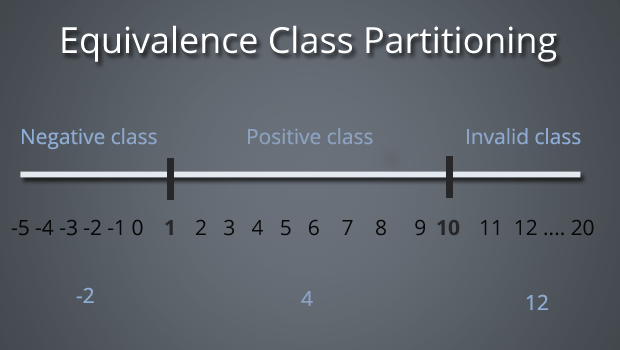 Equivalence Class Partitioning
Negative class Positive class Invalid class
-5 -4 -3 -2 -1 0 1 2 3 4 5 6 7 8 9 10 11 12 .... 20
-2 4 12